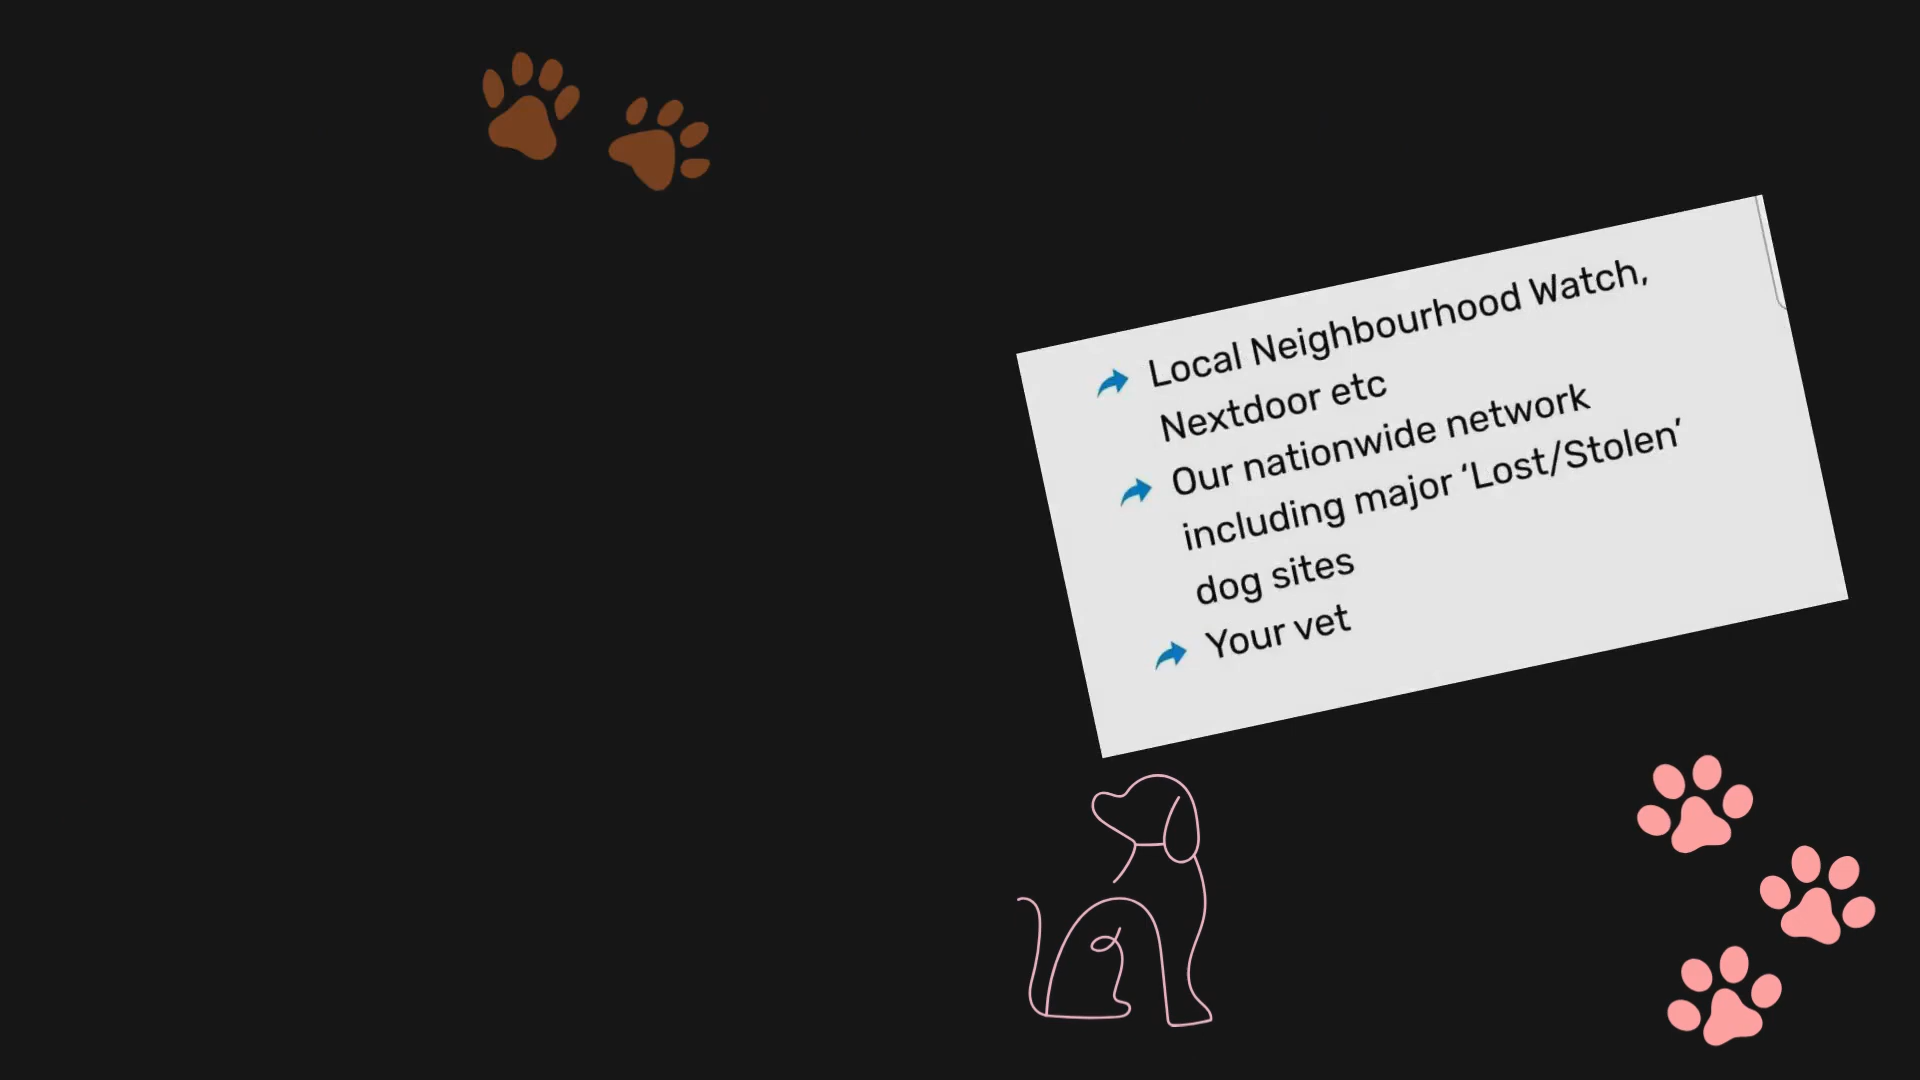 Local Neighbourhood Watch,
Nextdoor etc
Our nationwide network
including major ‘Lost/Stolen’
dog sites
Your vet